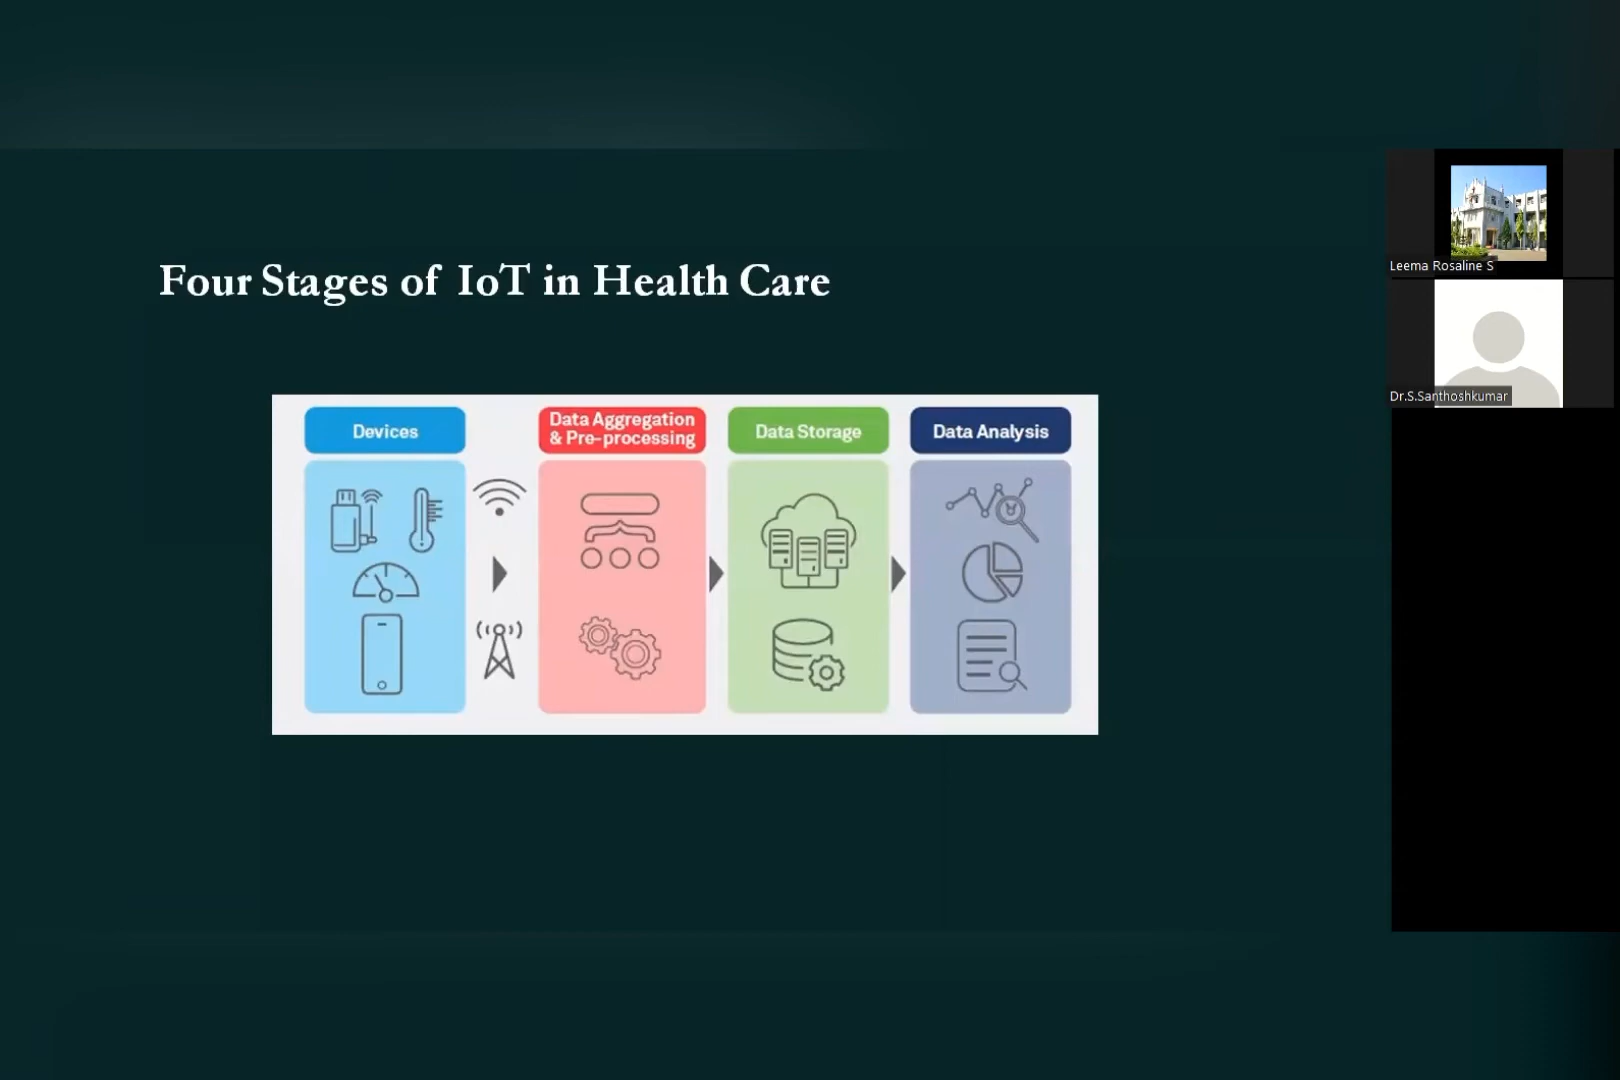 Four Stages of IoT in Health Care
Devices
Data Aggregation
& Pre-processing
Data Storage
Data Analysis
Leema Rosaline S
Dr.S.Santhoshkumar